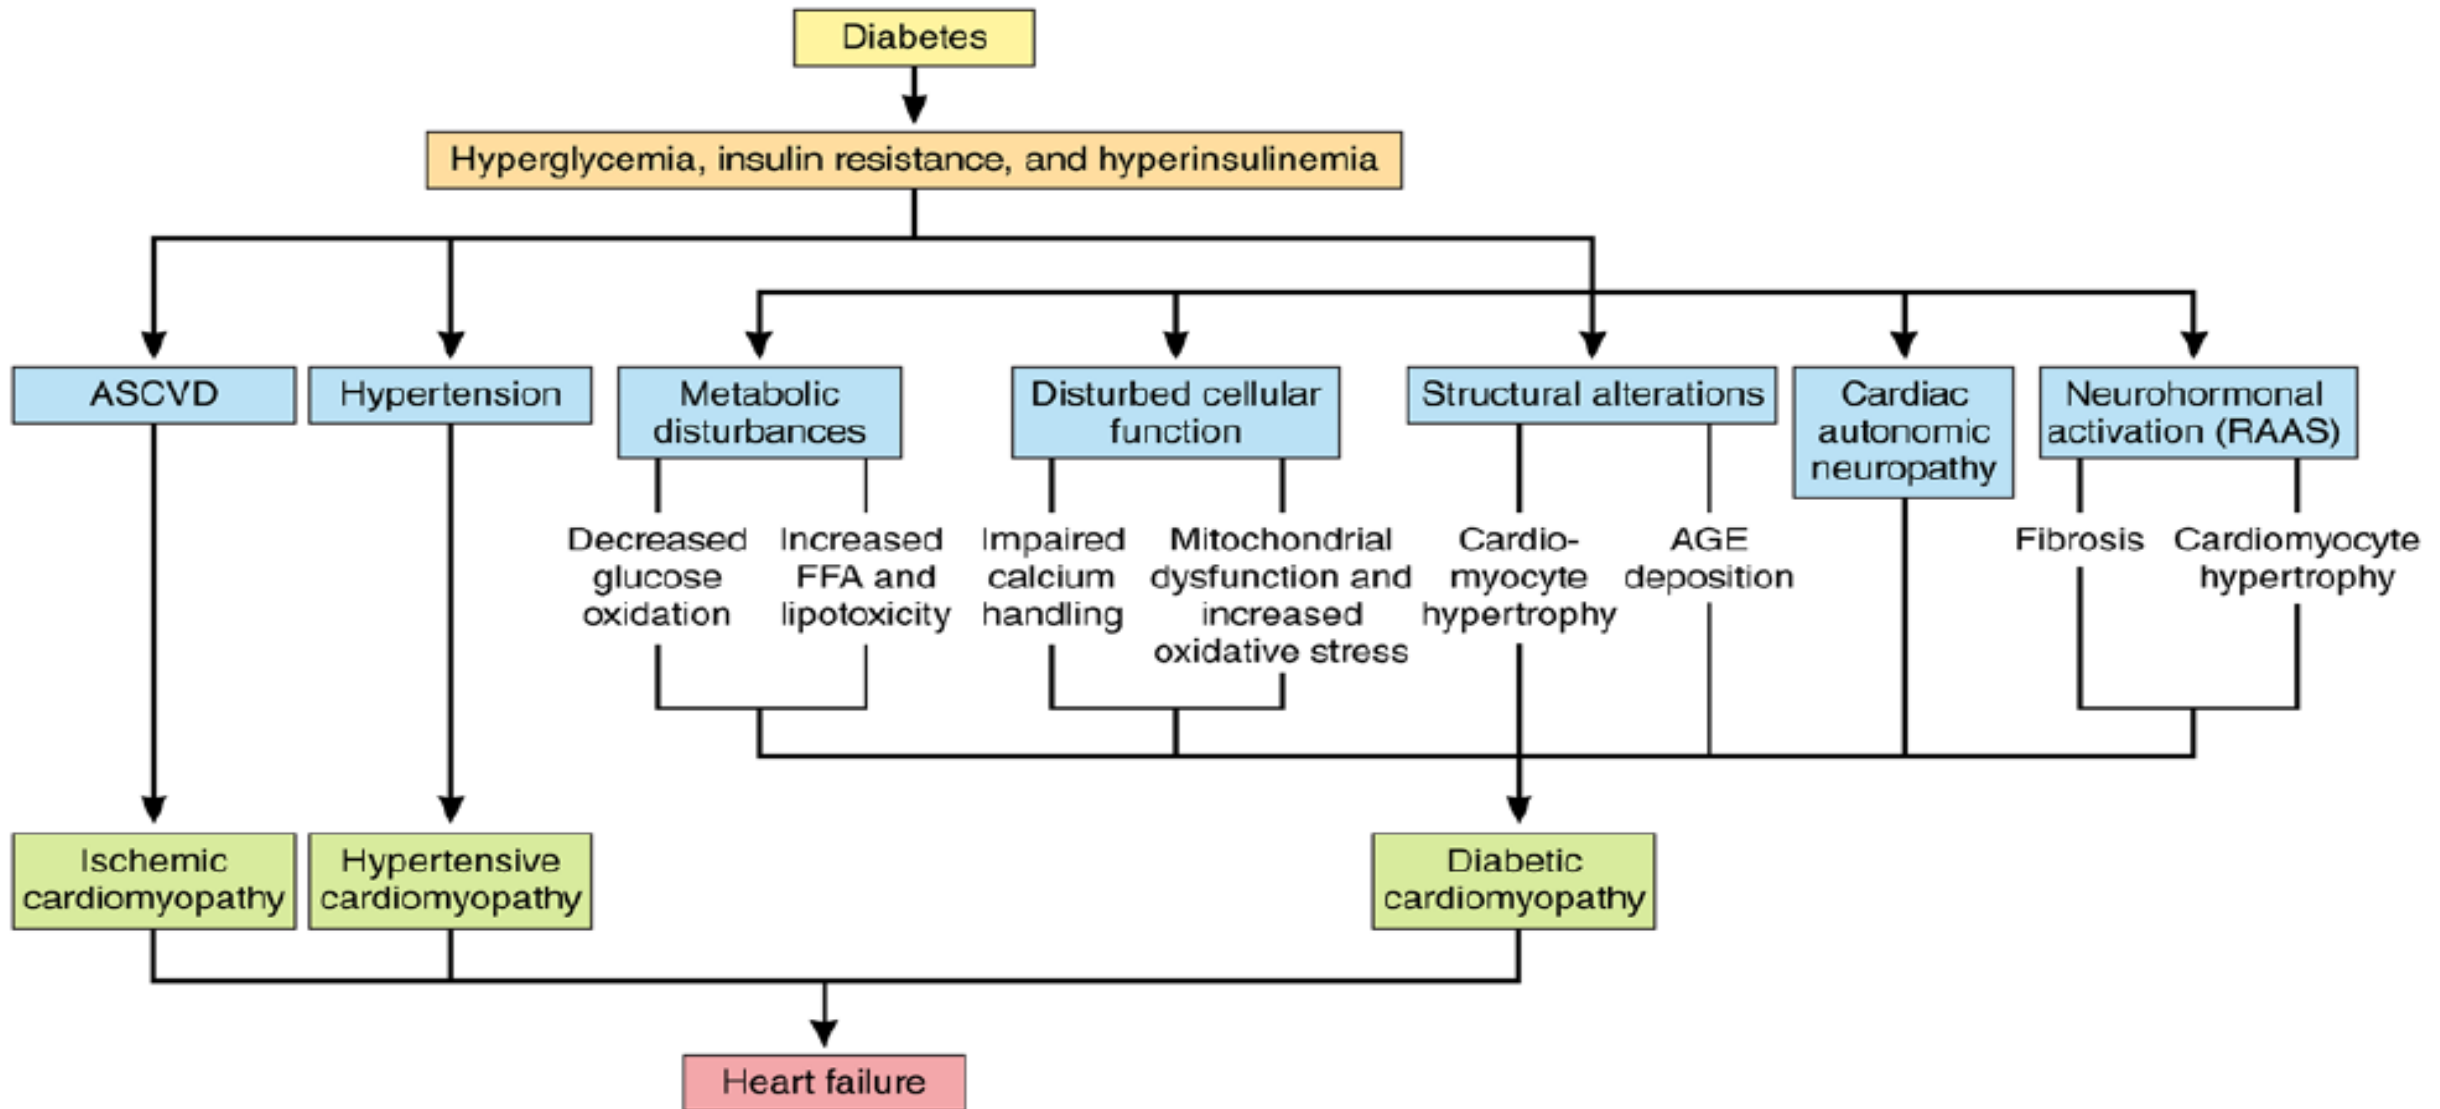 Diabetes
Hyperglycemia, insulin resistance, and hyperinsulinemia
ASCVD
Hypertension
Metabolic
disturbances
Disturbed cellular
function
Structural alterations
Cardiac
autonomic
neuropathy
Neurohormonal
activation (RAAS)
Decreased
glucose
oxidation
Increased
FFA and
lipotoxicity
Impaired
calcium
handling
Mitochondrial
dysfunction and
increased
oxidative stress
Cardio-
myocyte
hypertrophy
AGE
deposition
Fibrosis
Cardiomyocyte
hypertrophy
Ischemic
cardiomyopathy
Hypertensive
cardiomyopathy
Diabetic
cardiomyopathy
Heart failure